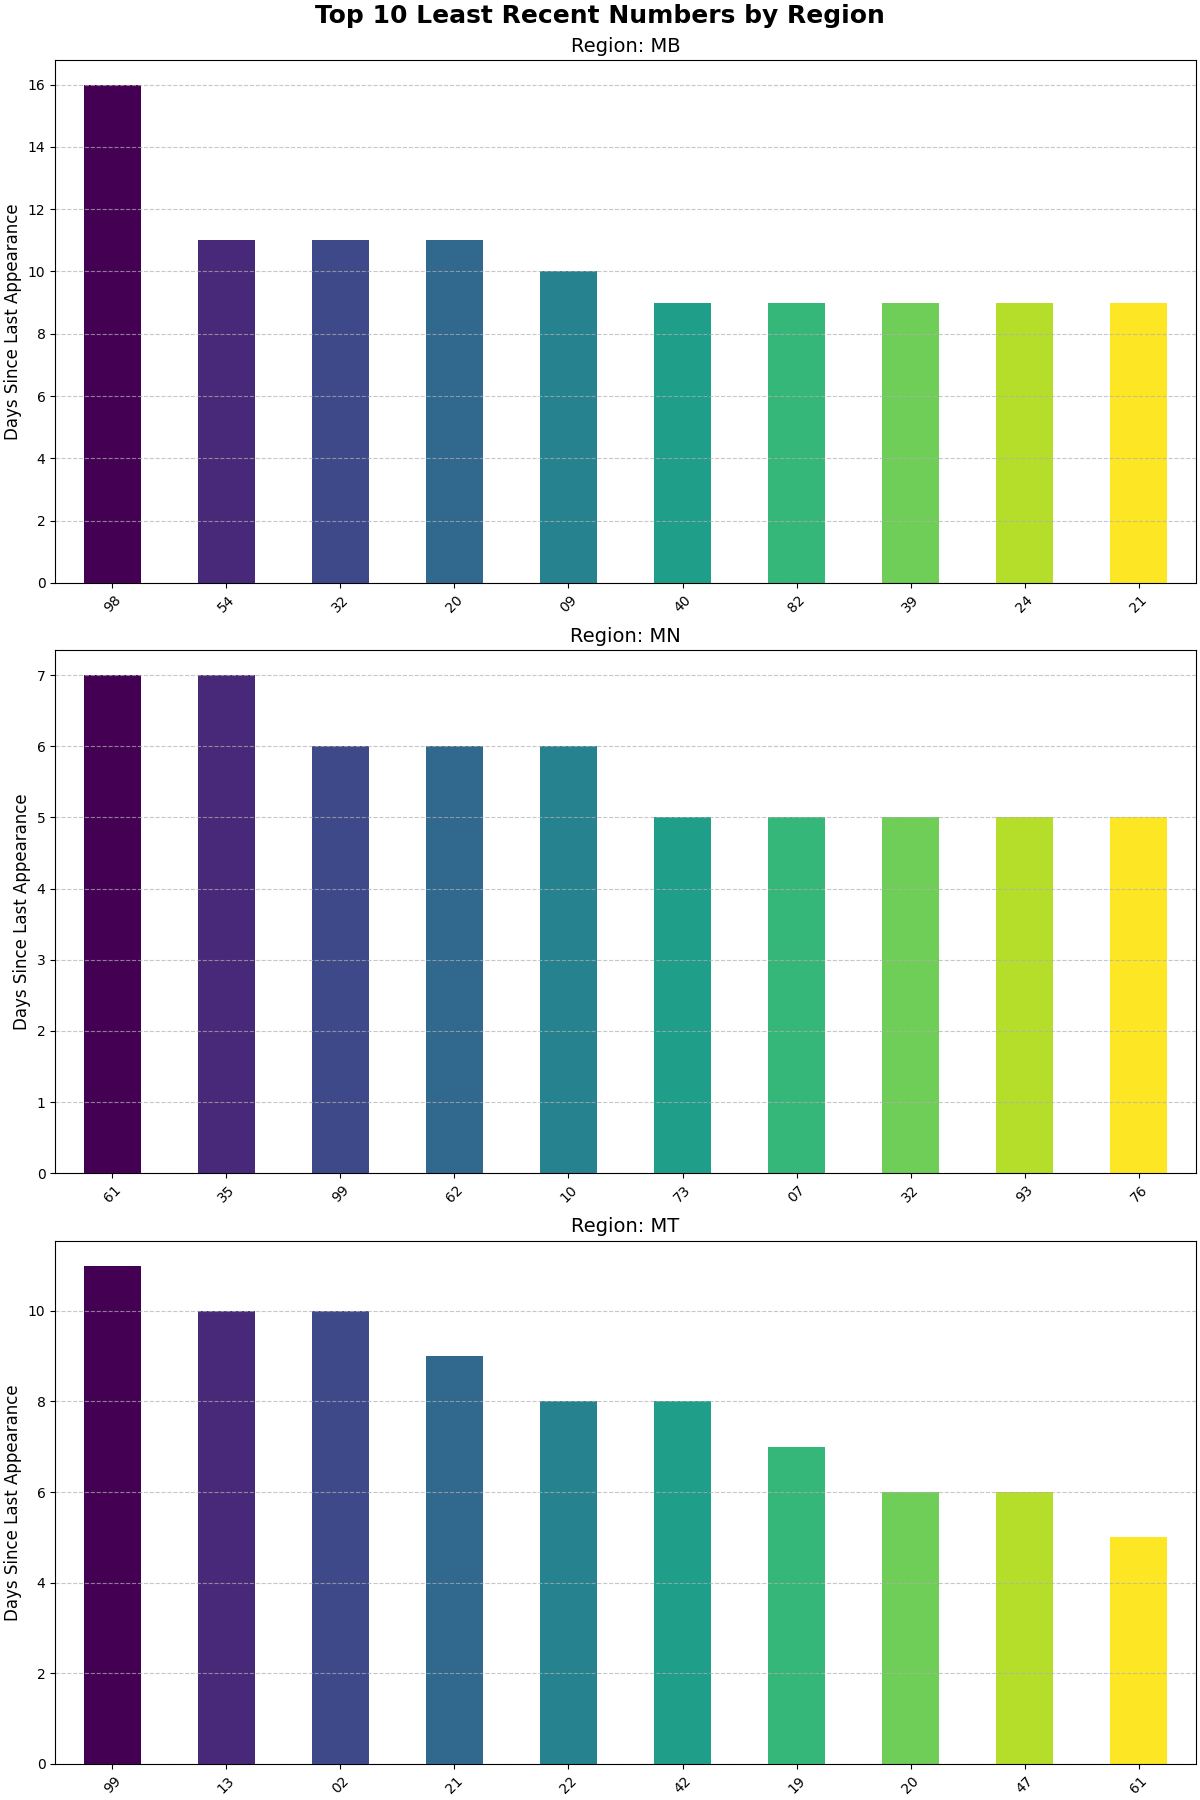 Top 10 Least Recent Numbers by Region
Region: MB
Days Since Last Appearance
16
14
12
10
8
6
4
2
0
98 54 32 20 09 40 82 39 24 21
Region: MN
Days Since Last Appearance
7
6
5
4
3
2
1
0
61 35 99 62 10 73 07 32 93 76
Region: MT
Days Since Last Appearance
10
8
6
4
2
0
99 13 02 21 22 42 19 20 47 61